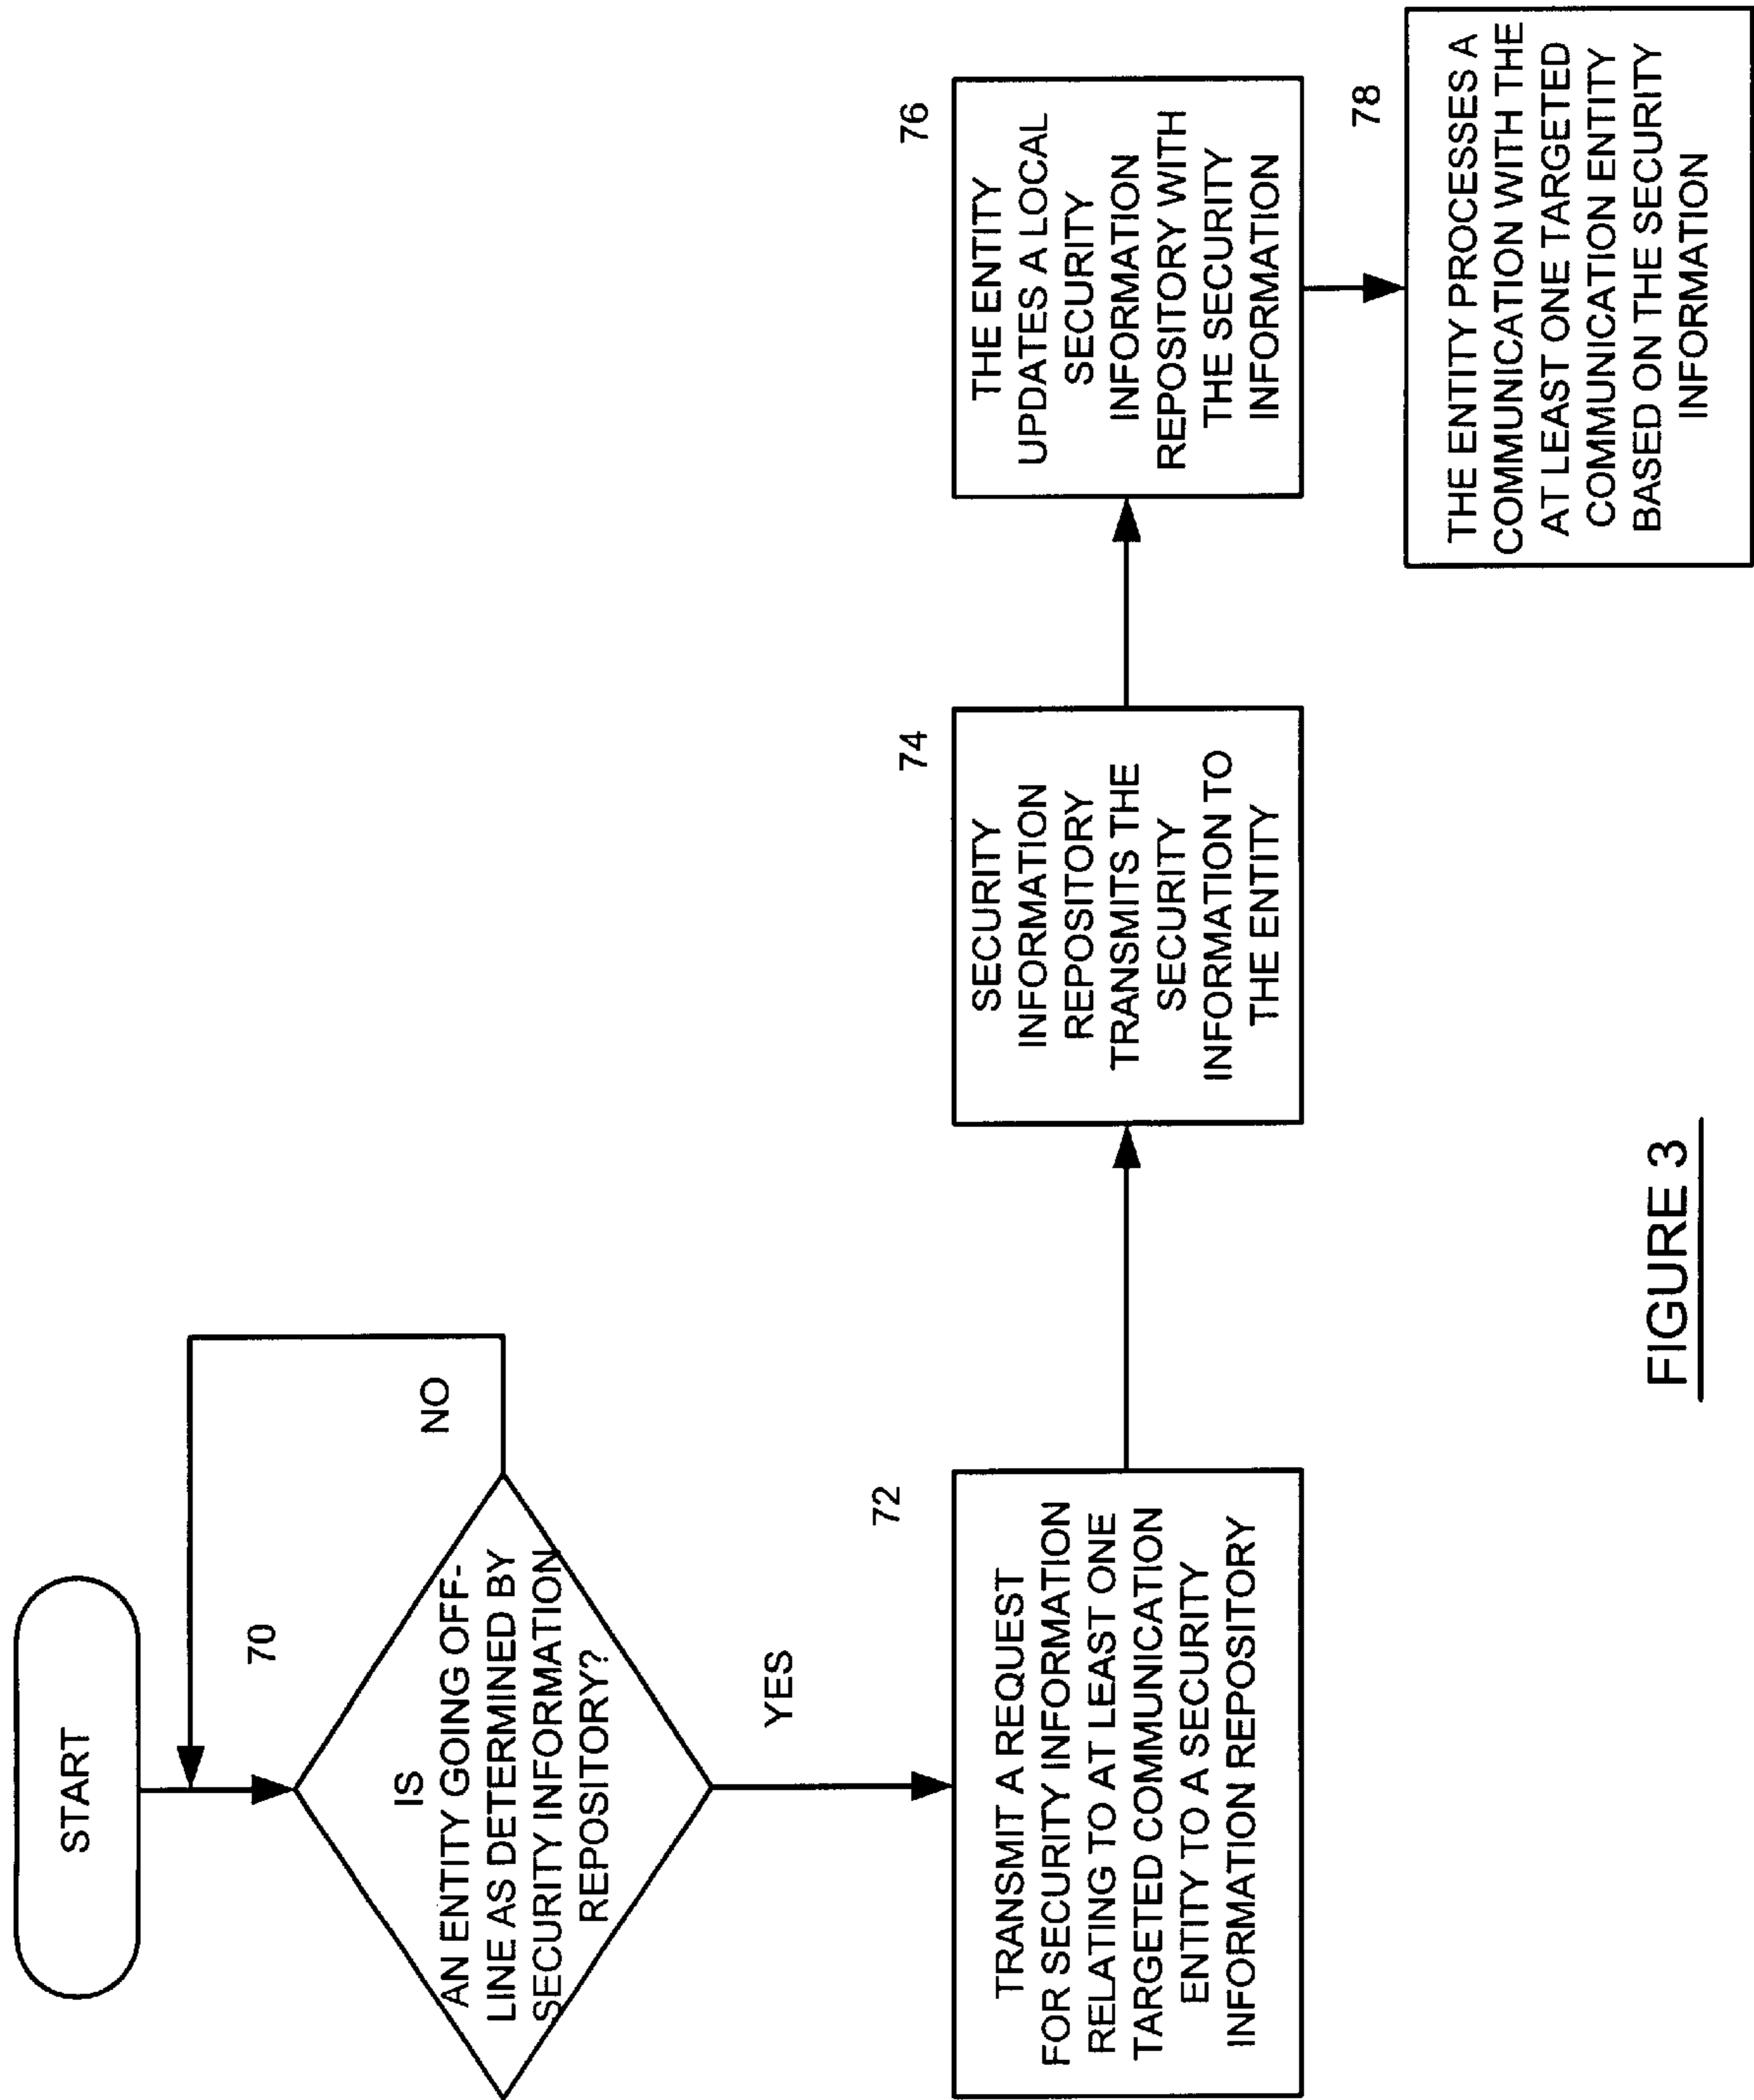 START
70
IS
AN ENTITY GOING OFF-
LINE AS DETERMINED BY
SECURITY INFORMATION
REPOSITORY?
NO
YES
72
TRANSMIT A REQUEST
FOR SECURITY INFORMATION
RELATING TO AT LEAST ONE
TARGETED COMMUNICATION
ENTITY TO A SECURITY
INFORMATION REPOSITORY
74
SECURITY
INFORMATION
REPOSITORY
TRANSMITS THE
SECURITY
INFORMATION TO
THE ENTITY
76
THE ENTITY
UPDATES A LOCAL
SECURITY
INFORMATION
REPOSITORY WITH
THE SECURITY
INFORMATION
78
THE ENTITY PROCESSES A
COMMUNICATION WITH THE
AT LEAST ONE TARGETED
COMMUNICATION ENTITY
BASED ON THE SECURITY
INFORMATION
FIGURE 3